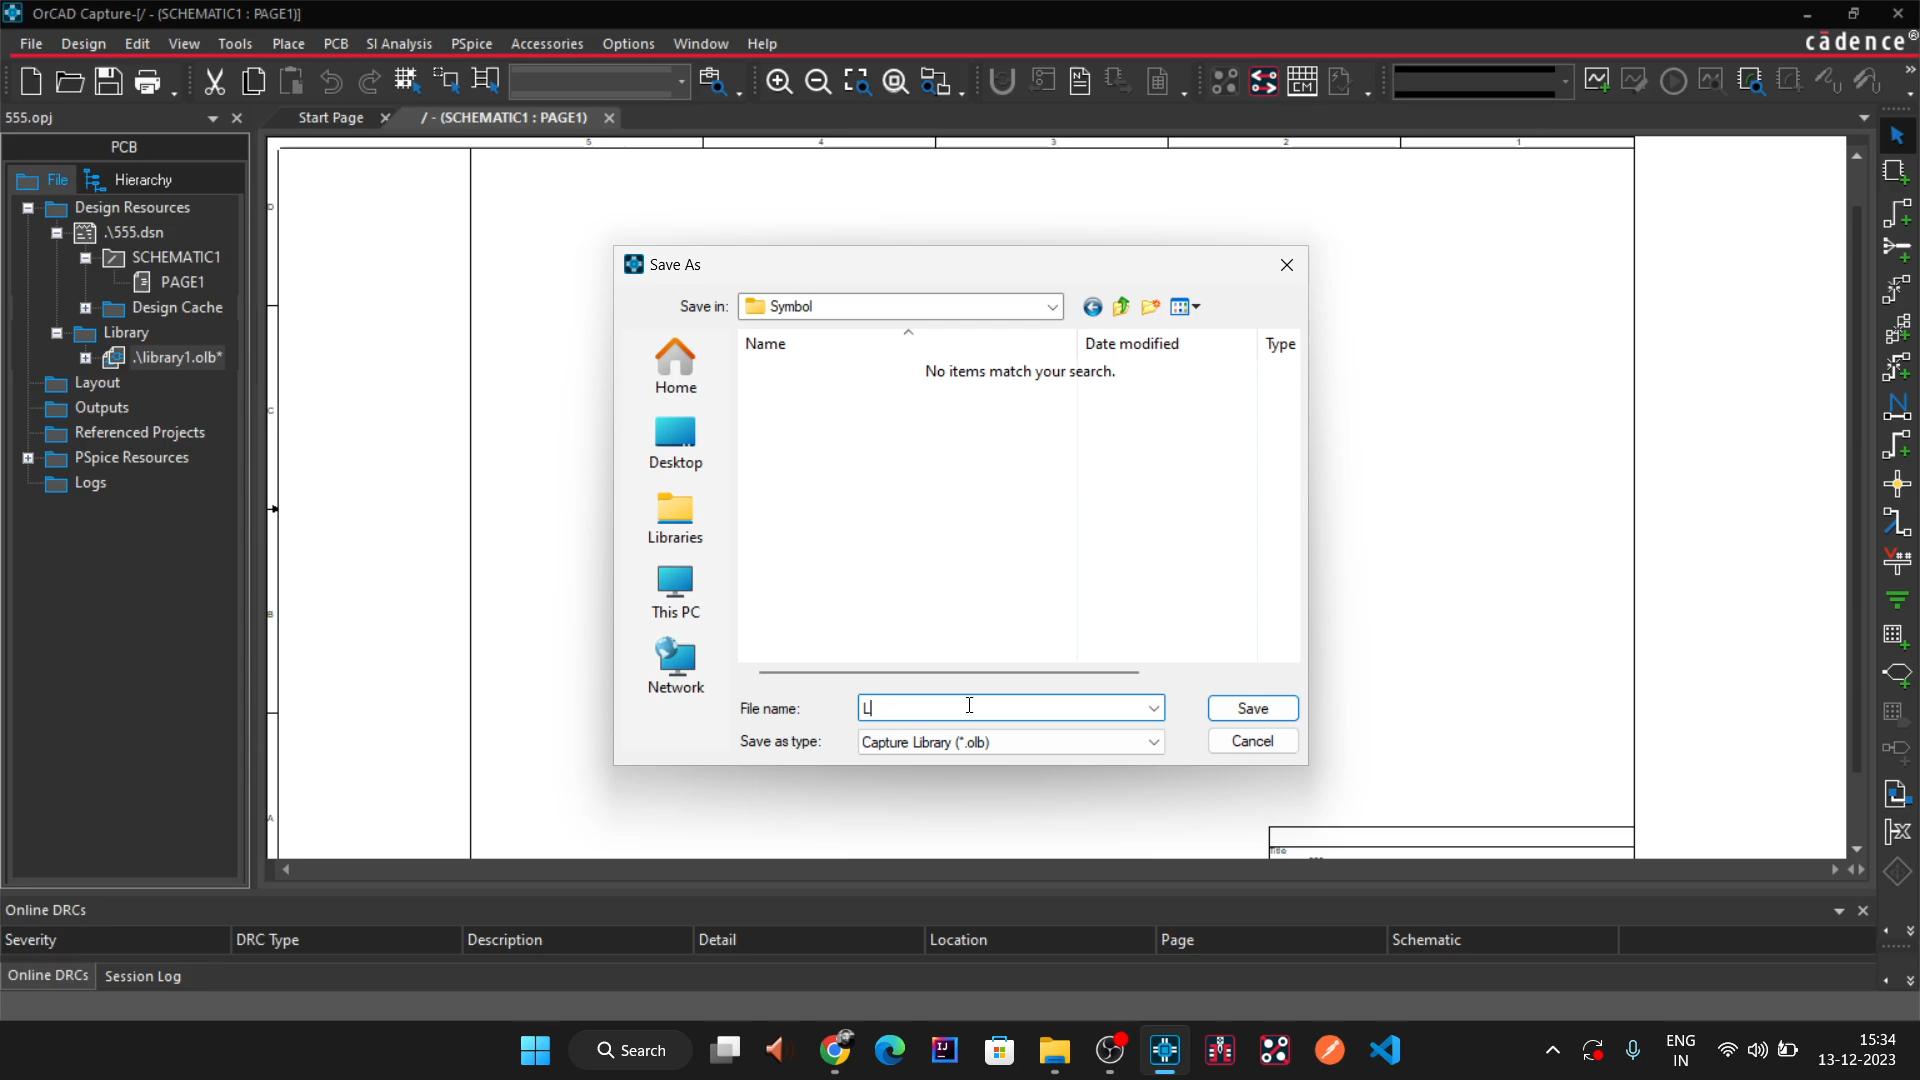 OrCAD Capture-[/ - (SCHEMATIC1 : PAGE1)]
File Design Edit View Tools Place PCB SI Analysis PSpice Accessories Options Window Help
cādence®
555.opj
Start Page
/ - (SCHEMATIC1 : PAGE1)
PCB
File
Hierarchy
Design Resources
.\555.dsn
SCHEMATIC1
PAGE1
Design Cache
Library
.\library1.olb*
Layout
Outputs
Referenced Projects
PSpice Resources
Logs
5 4 3 2 1
D
C
B
A
Save As
Save in: Symbol
Name Date modified Type
No items match your search.
Home
Desktop
Libraries
This PC
Network
File name: L
Save
Save as type: Capture Library (*.olb)
Cancel
Title
Online DRCs
Severity DRC Type Description Detail Location Page Schematic
Online DRCs Session Log
Search
ENG
IN
15:34
13-12-2023